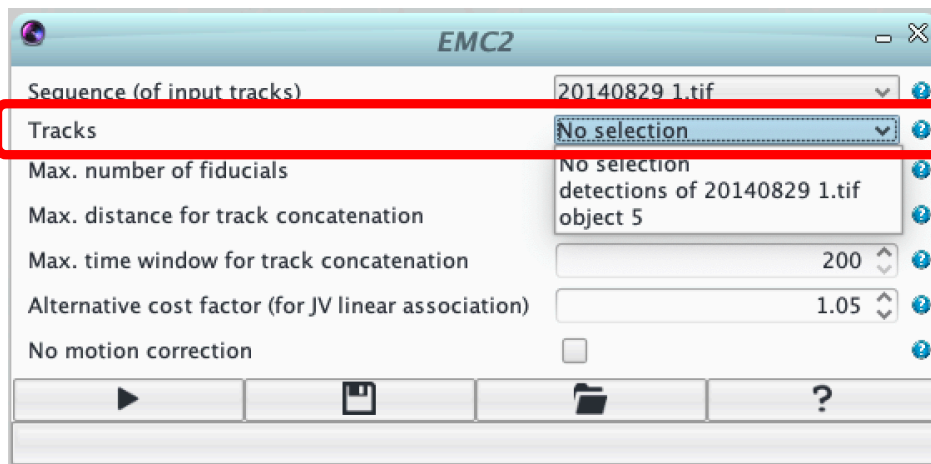 EMC2
Sequence (of input tracks) 20140829 1.tif
Tracks No selection
Max. number of fiducials No selection
detections of 20140829 1.tif
Max. distance for track concatenation object 5
Max. time window for track concatenation 200
Alternative cost factor (for JV linear association) 1.05
No motion correction
?